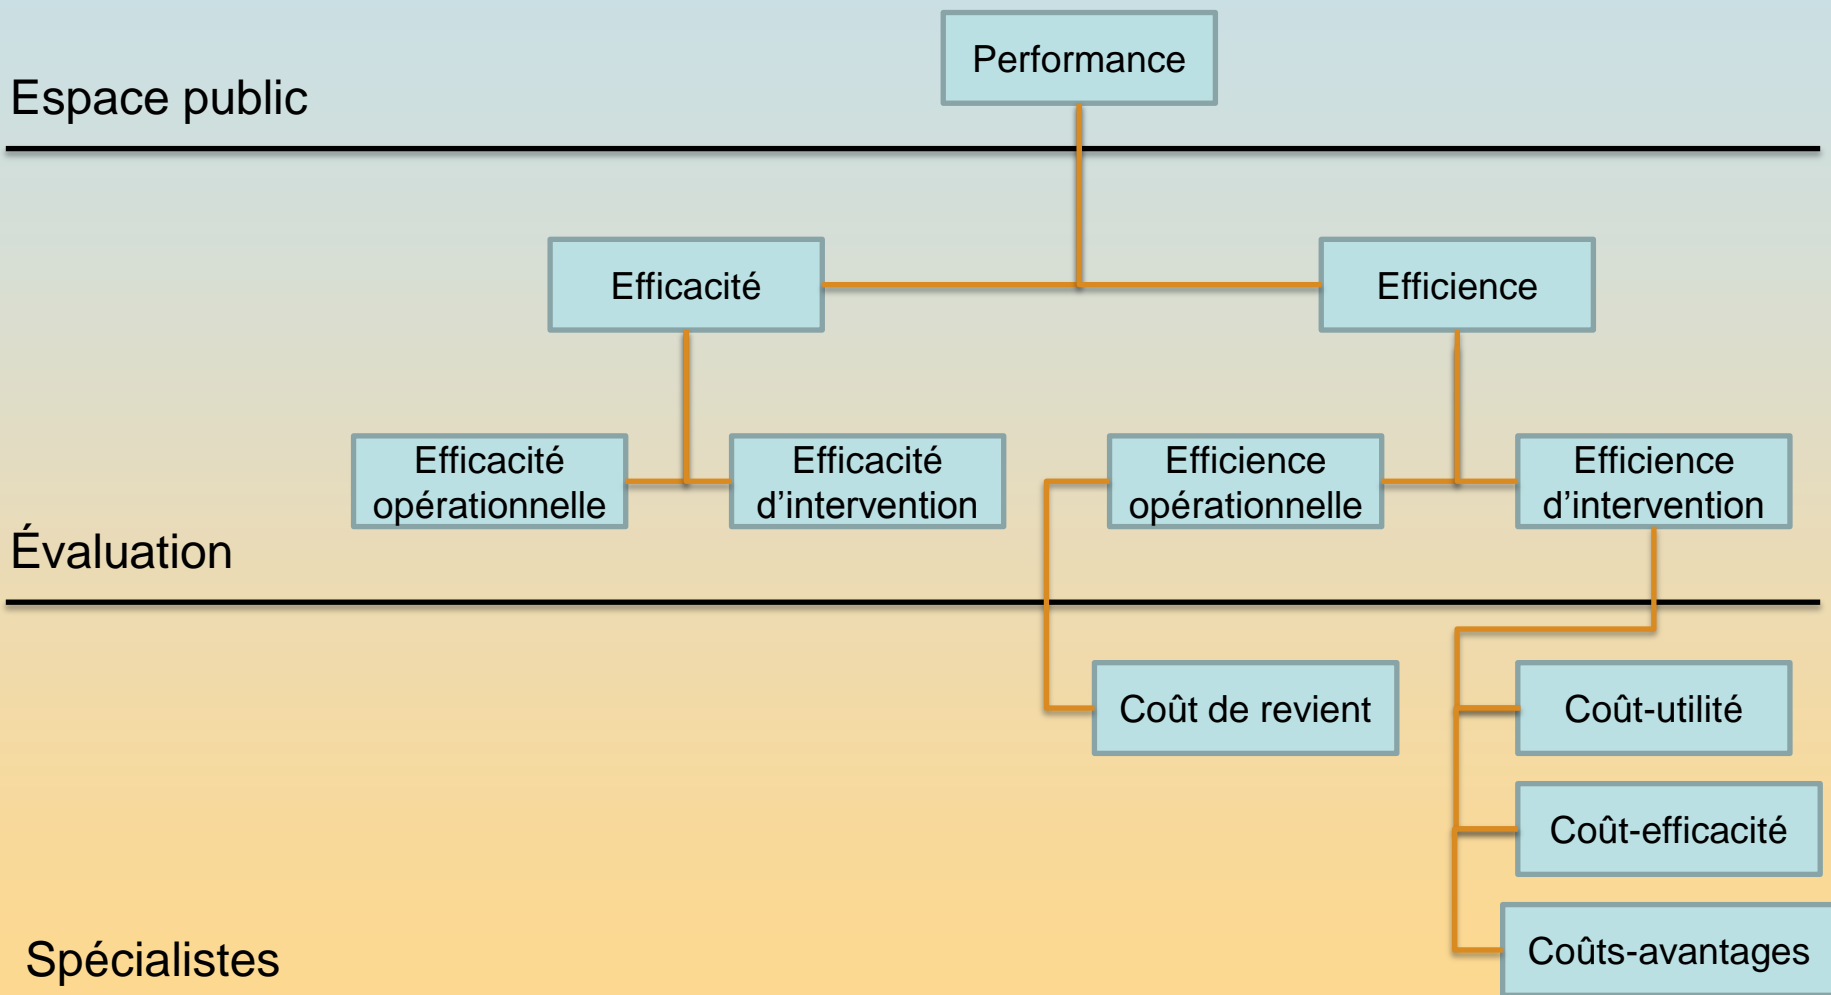 Performance
Espace public
Efficacité
Efficience
Efficacité
opérationnelle
Efficacité
d’intervention
Efficience
opérationnelle
Efficience
d’intervention
Évaluation
Coût de revient
Coût-utilité
Coût-efficacité
Coûts-avantages
Spécialistes